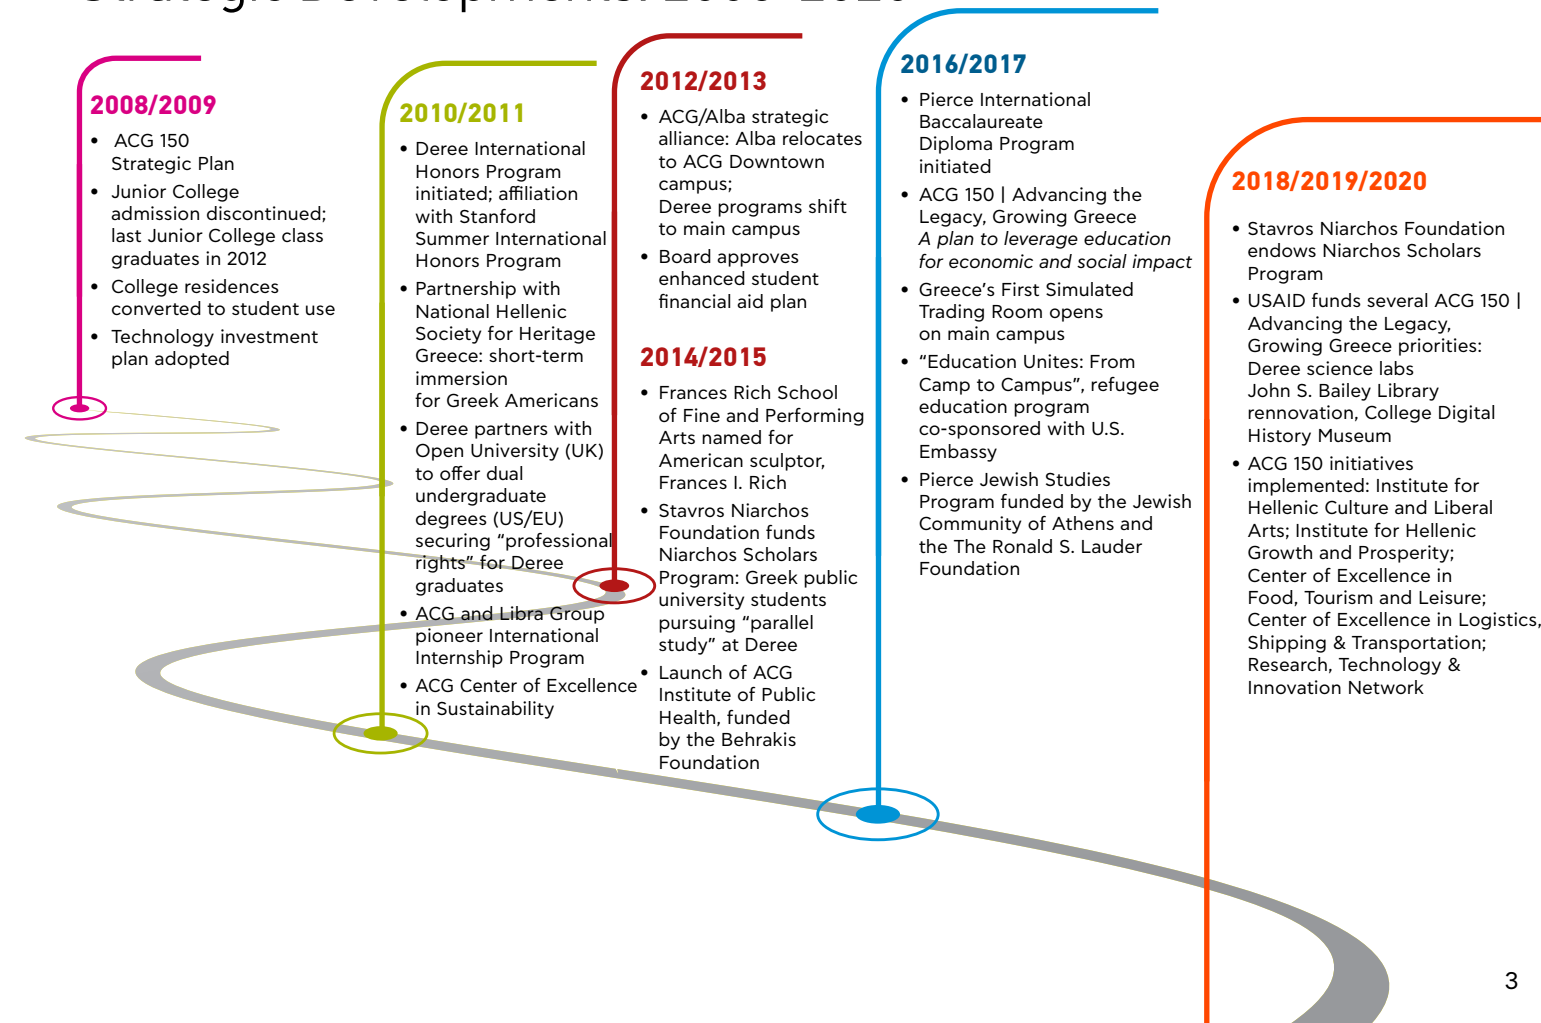 Strategic Developments: 2008-2020
2008/2009
• ACG 150
Strategic Plan
• Junior College
admission discontinued;
last Junior College class
graduates in 2012
• College residences
converted to student use
• Technology investment
plan adopted
2010/2011
• Deree International
Honors Program
initiated; affiliation
with Stanford
Summer International
Honors Program
• Partnership with
National Hellenic
Society for Heritage
Greece: short-term
immersion
for Greek Americans
• Deree partners with
Open University (UK)
to offer dual
undergraduate
degrees (US/EU)
securing “professional
rights” for Deree
graduates
• ACG and Libra Group
pioneer International
Internship Program
• ACG Center of Excellence
in Sustainability
2012/2013
• ACG/Alba strategic
alliance: Alba relocates
to ACG Downtown
campus;
Deree programs shift
to main campus
• Board approves
enhanced student
financial aid plan
2014/2015
• Frances Rich School
of Fine and Performing
Arts named for
American sculptor,
Frances I. Rich
• Stavros Niarchos
Foundation funds
Niarchos Scholars
Program: Greek public
university students
pursuing “parallel
study” at Deree
• Launch of ACG
Institute of Public
Health, funded
by the Behrakis
Foundation
2016/2017
• Pierce International
Baccalaureate
Diploma Program
initiated
• ACG 150 | Advancing the
Legacy, Growing Greece
A plan to leverage education
for economic and social impact
• Greece’s First Simulated
Trading Room opens
on main campus
• “Education Unites: From
Camp to Campus”, refugee
education program
co-sponsored with U.S.
Embassy
• Pierce Jewish Studies
Program funded by the Jewish
Community of Athens and
the The Ronald S. Lauder
Foundation
2018/2019/2020
• Stavros Niarchos Foundation
endows Niarchos Scholars
Program
• USAID funds several ACG 150 |
Advancing the Legacy,
Growing Greece priorities:
Deree science labs
John S. Bailey Library
rennovation, College Digital
History Museum
• ACG 150 initiatives
implemented: Institute for
Hellenic Culture and Liberal
Arts; Institute for Hellenic
Growth and Prosperity;
Center of Excellence in
Food, Tourism and Leisure;
Center of Excellence in Logistics,
Shipping & Transportation;
Research, Technology &
Innovation Network
3